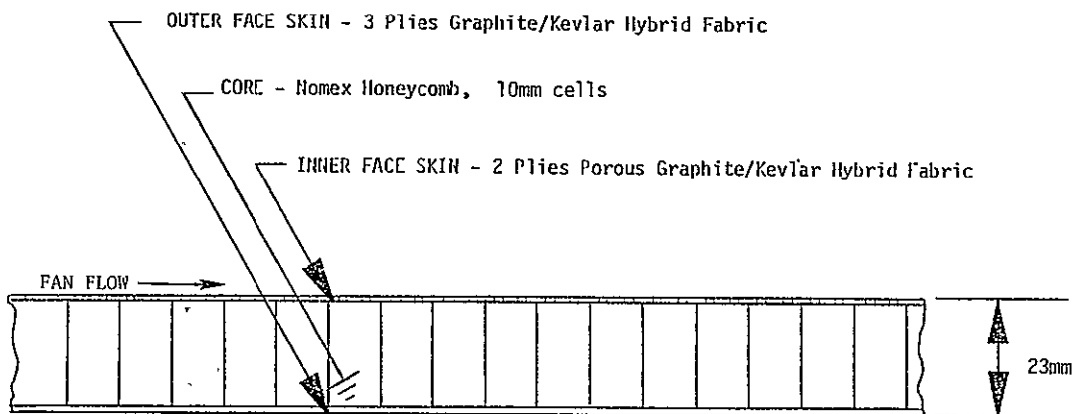 OUTER FACE SKIN - 3 Plies Graphite/Kevlar Hybrid Fabric
CORE - Nomex Honeycomb, 10mm cells
INNER FACE SKIN - 2 Plies Porous Graphite/Kevlar Hybrid Fabric
FAN FLOW
23mm